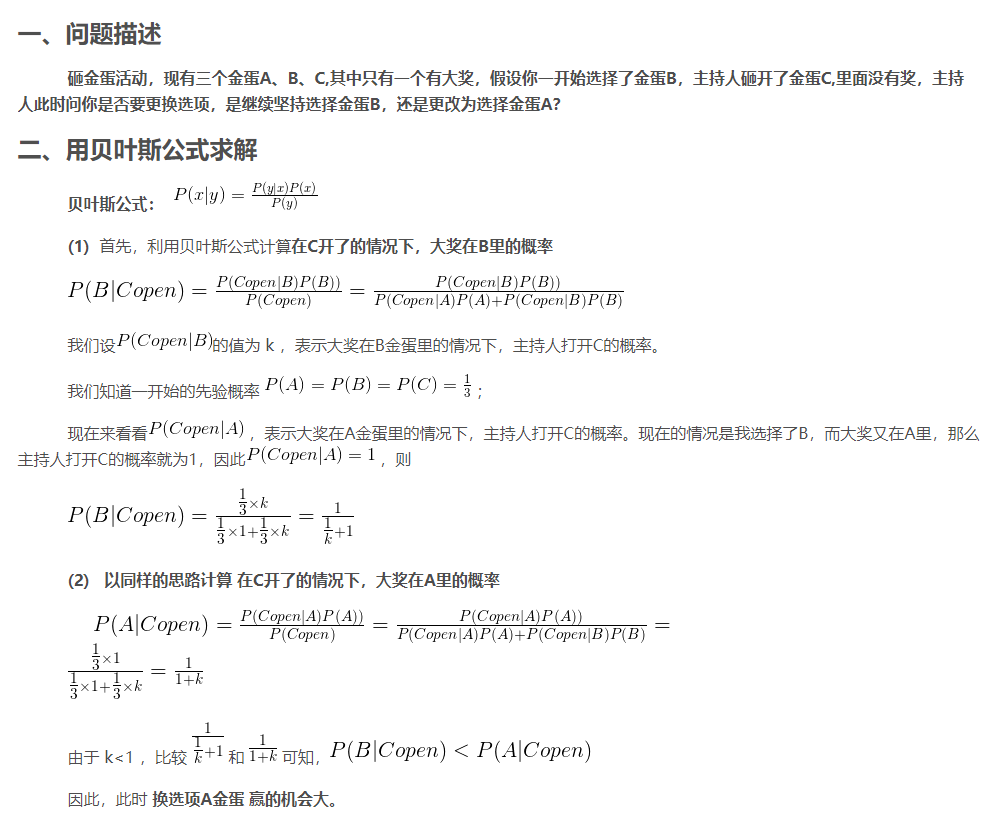 一、问题描述
砸金蛋活动，现有三个金蛋A、B、C,其中只有一个有大奖，假设你一开始选择了金蛋B，主持人砸开了金蛋C,里面没有奖，主持
人此时问你是否要更换选项，是继续坚持选择金蛋B，还是更改为选择金蛋A？
二、用贝叶斯公式求解
贝叶斯公式： P(x|y) = \frac{P(y|x)P(x)}{P(y)}
(1) 首先，利用贝叶斯公式计算在C开了的情况下，大奖在B里的概率
P(B|Copen) = \frac{P(Copen|B)P(B))}{P(Copen)} = \frac{P(Copen|B)P(B))}{P(Copen|A)P(A)+P(Copen|B)P(B)}
我们设P(Copen|B)的值为 k ，表示大奖在B金蛋里的情况下，主持人打开C的概率。
我们知道一开始的先验概率 P(A) = P(B) = P(C) = \frac{1}{3} ；
现在来看看P(Copen|A) ，表示大奖在A金蛋里的情况下，主持人打开C的概率。现在的情况是我选择了B，而大奖又在A里，那么
主持人打开C的概率就为1，因此P(Copen|A) = 1 ，则
P(B|Copen) = \frac{\frac{1}{3}×k}{\frac{1}{3}×1+\frac{1}{3}×k} = \frac{1}{\frac{1}{k}+1}
(2) 以同样的思路计算 在C开了的情况下，大奖在A里的概率
P(A|Copen) = \frac{P(Copen|A)P(A))}{P(Copen)} = \frac{P(Copen|A)P(A))}{P(Copen|A)P(A)+P(Copen|B)P(B)} =
\frac{\frac{1}{3}×1}{\frac{1}{3}×1+\frac{1}{3}×k} = \frac{1}{1+k}
由于 k<1 ，比较 \frac{1}{\frac{1}{k}+1} 和 \frac{1}{1+k} 可知，P(B|Copen) < P(A|Copen)
因此，此时 换选项A金蛋 赢的机会大。